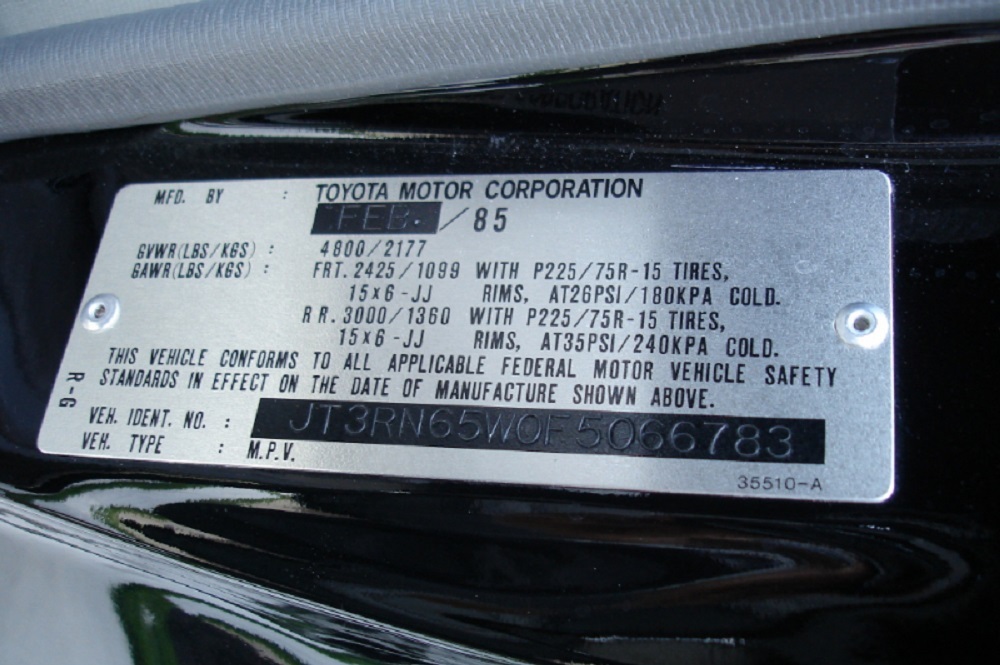 MFD. BY : TOYOTA MOTOR CORPORATION
FEB. /85
GVWR(LBS/KGS) : 4800/2177
GAWR(LBS/KGS) : FRT. 2425/1099 WITH P225/75R-15 TIRES,
15x6-JJ RIMS, AT26PSI/180KPA COLD.
RR. 3000/1360 WITH P225/75R-15 TIRES,
15x6-JJ RIMS, AT35PSI/240KPA COLD.
THIS VEHICLE CONFORMS TO ALL APPLICABLE FEDERAL MOTOR VEHICLE SAFETY
STANDARDS IN EFFECT ON THE DATE OF MANUFACTURE SHOWN ABOVE.
R-G
VEH. IDENT. NO. : JT3RN65W0F5066783
VEH. TYPE : M.P.V.
35510-A